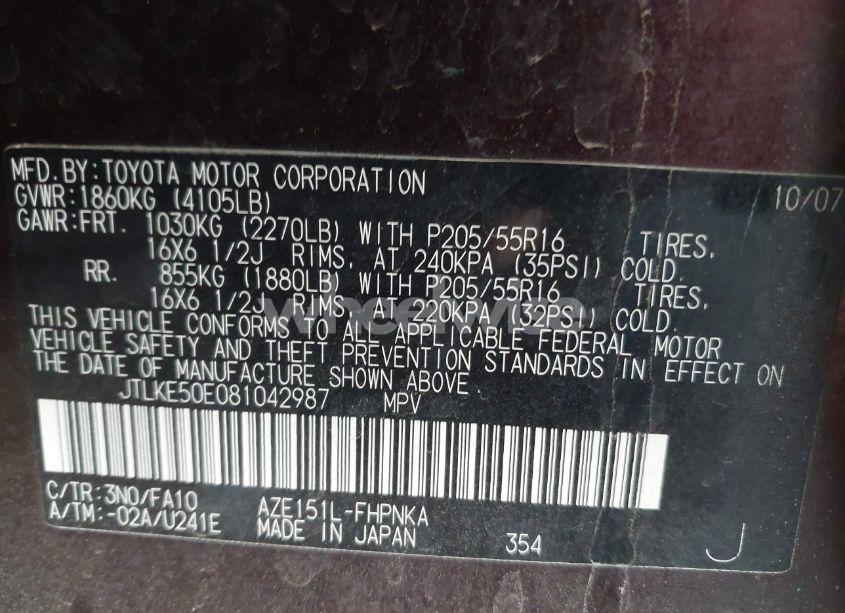 MFD.BY:TOYOTA MOTOR CORPORATION 10/07
GVWR:1860KG (4105LB)
GAWR:FRT. 1030KG (2270LB) WITH P205/55R16 TIRES,
16X6 1/2J RIMS, AT 240KPA (35PSI) COLD.
RR. 855KG (1880LB) WITH P205/55R16 TIRES,
16X6 1/2J RIMS, AT 220KPA (32PSI) COLD.
THIS VEHICLE CONFORMS TO ALL APPLICABLE FEDERAL MOTOR
VEHICLE SAFETY AND THEFT PREVENTION STANDARDS IN EFFECT ON
THE DATE OF MANUFACTURE SHOWN ABOVE
JTLKE50E081042987 MPV
C/TR:3N0/FA10 AZE151L-FHPNKA
A/TM:-02A/U241E MADE IN JAPAN 354 J